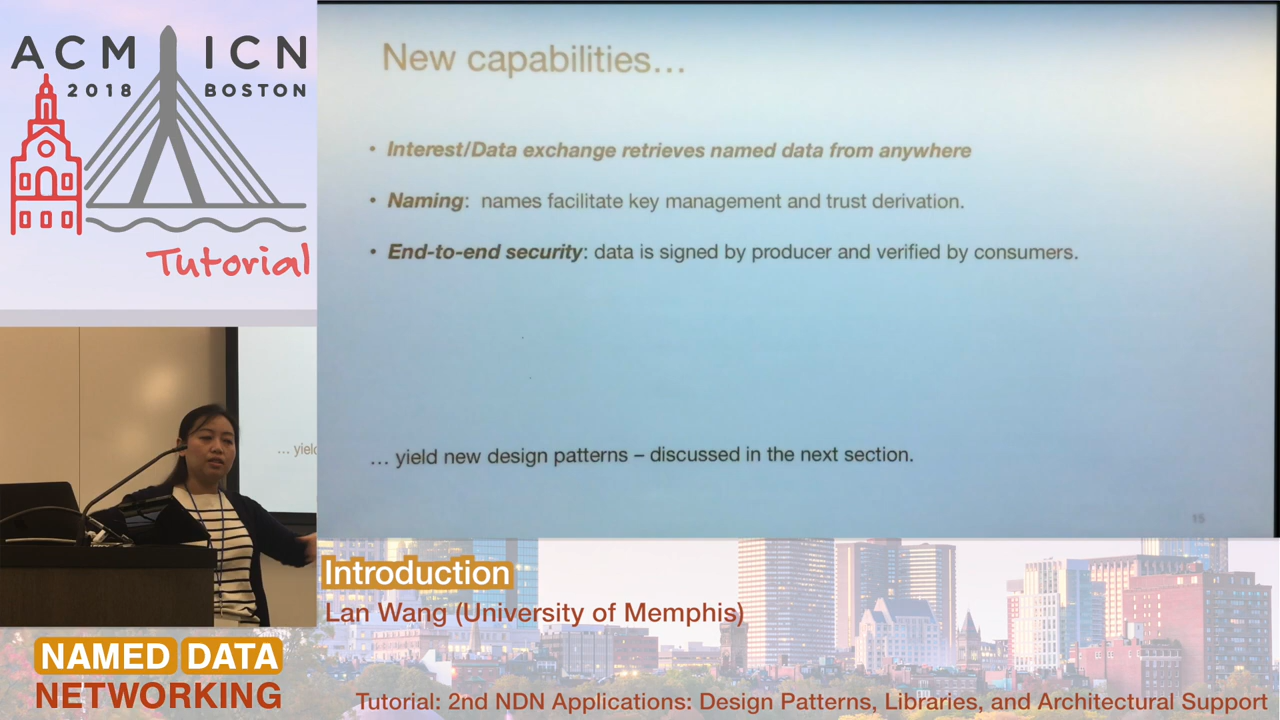 ACM ICN
2018 BOSTON
Tutorial
New capabilities...
• Interest/Data exchange retrieves named data from anywhere
• Naming: names facilitate key management and trust derivation.
• End-to-end security: data is signed by producer and verified by consumers.
... yield new design patterns – discussed in the next section.
15
... yield
Introduction
Lan Wang (University of Memphis)
NAMED DATA
NETWORKING
Tutorial: 2nd NDN Applications: Design Patterns, Libraries, and Architectural Support